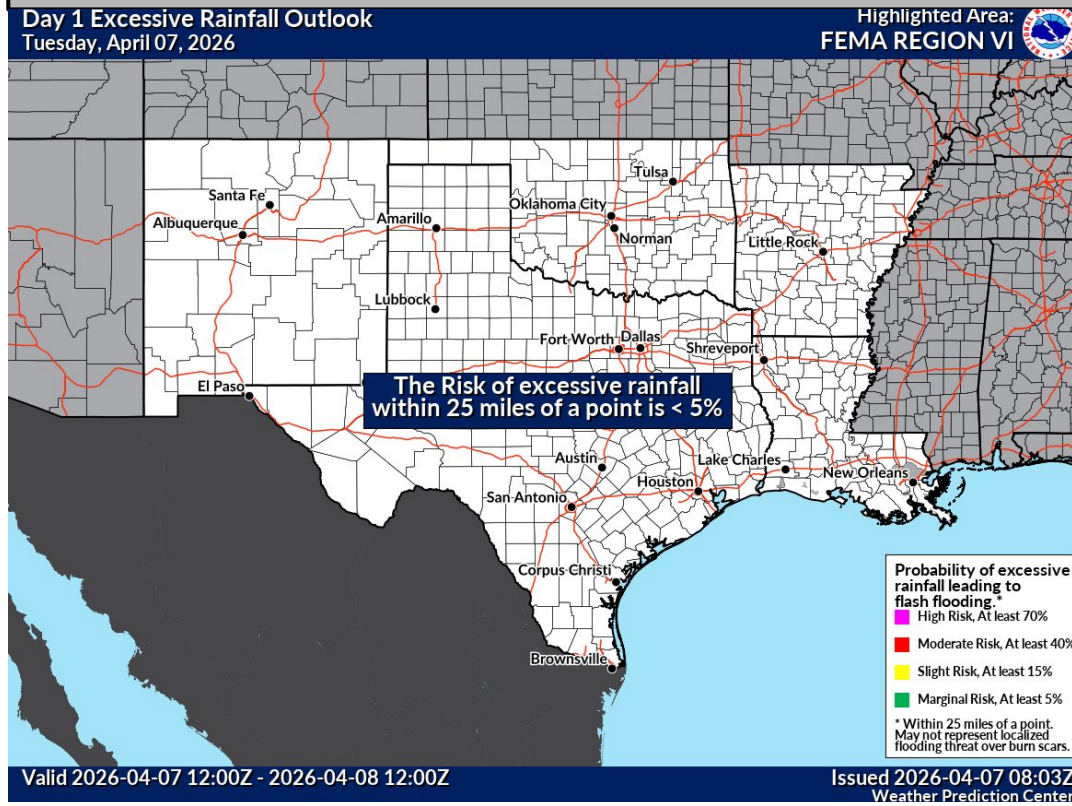 Day 1 Excessive Rainfall Outlook
Tuesday, April 07, 2026
Highlighted Area:
FEMA REGION VI
Santa Fe
Albuquerque
Amarillo
Lubbock
Tulsa
Oklahoma City
Norman
Little Rock
Fort Worth
Dallas
Shreveport
El Paso
The Risk of excessive rainfall
within 25 miles of a point is < 5%
Austin
Lake Charles
Houston
New Orleans
San Antonio
Corpus Christi
Brownsville
Probability of excessive
rainfall leading to
flash flooding.*
High Risk, At least 70%
Moderate Risk, At least 40%
Slight Risk, At least 15%
Marginal Risk, At least 5%
* Within 25 miles of a point.
May not represent localized
flooding threat over burn scars.
Valid 2026-04-07 12:00Z - 2026-04-08 12:00Z
Issued 2026-04-07 08:03Z
Weather Prediction Center